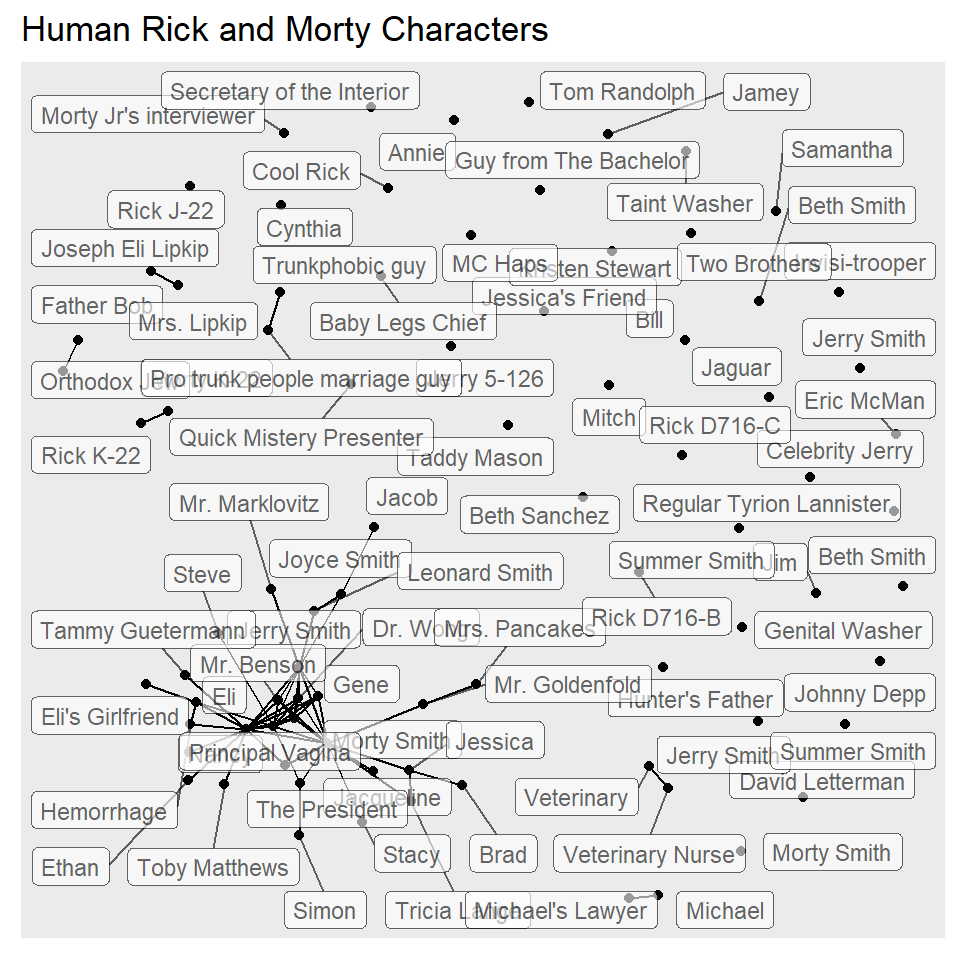 Human Rick and Morty Characters
Secretary of the Interior
Tom Randolph
Jamey
Morty Jr's interviewer
Annie
Guy from The Bachelor
Samantha
Cool Rick
Taint Washer
Beth Smith
Rick J-22
Cynthia
Joseph Eli Lipkip
Trunkphobic guy
MC Haps
Kristen Stewart
Two Brothers
Invisi-trooper
Jessica's Friend
Father Bob
Mrs. Lipkip
Baby Legs Chief
Bill
Jerry Smith
Jaguar
Orthodox Jew
Pro trunk people marriage guy
Jerry 5-126
Eric McMan
Mitch
Rick D716-C
Quick Mistery Presenter
Rick K-22
Taddy Mason
Celebrity Jerry
Mr. Marklovitz
Jacob
Beth Sanchez
Regular Tyrion Lannister
Joyce Smith
Leonard Smith
Steve
Summer Smith
Jim
Beth Smith
Rick D716-B
Tammy Guetermann
Jerry Smith
Dr. Wong
Mrs. Pancakes
Genital Washer
Mr. Benson
Eli
Gene
Mr. Goldenfold
Hunter's Father
Johnny Depp
Eli's Girlfriend
Principal Vagina
Morty Smith
Jessica
Jerry Smith
Summer Smith
David Letterman
Hemorrhage
The President
Jacqueline
Veterinary
Ethan
Toby Matthews
Stacy
Brad
Veterinary Nurse
Morty Smith
Simon
Tricia Lange
Michael's Lawyer
Michael